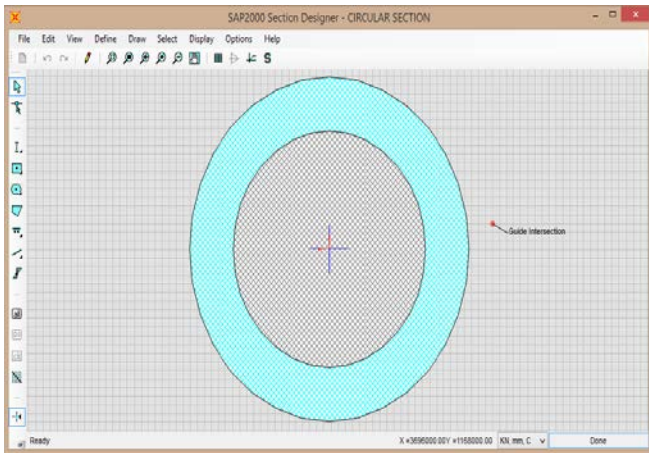 SAP2000 Section Designer - CIRCULAR SECTION
File Edit View Define Draw Select Display Options Help
S
Guide Intersection
Ready X =3696000.00Y =1168000.00 KN, mm, C Done